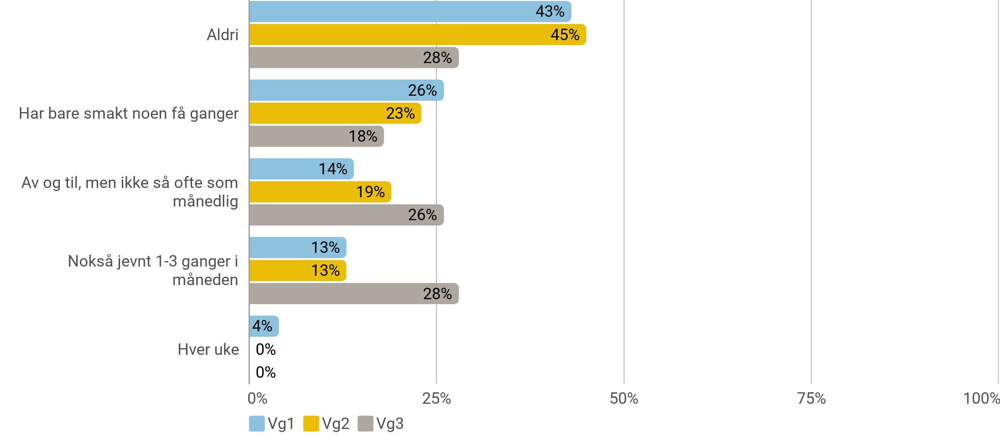 43%
Aldri
45%
28%
26%
Har bare smakt noen få ganger
23%
18%
14%
Av og til, men ikke så ofte som
månedlig
19%
26%
13%
Nokså jevnt 1-3 ganger i
måneden
13%
28%
4%
Hver uke
0%
0%
0% 25% 50% 75% 100%
Vg1 Vg2 Vg3